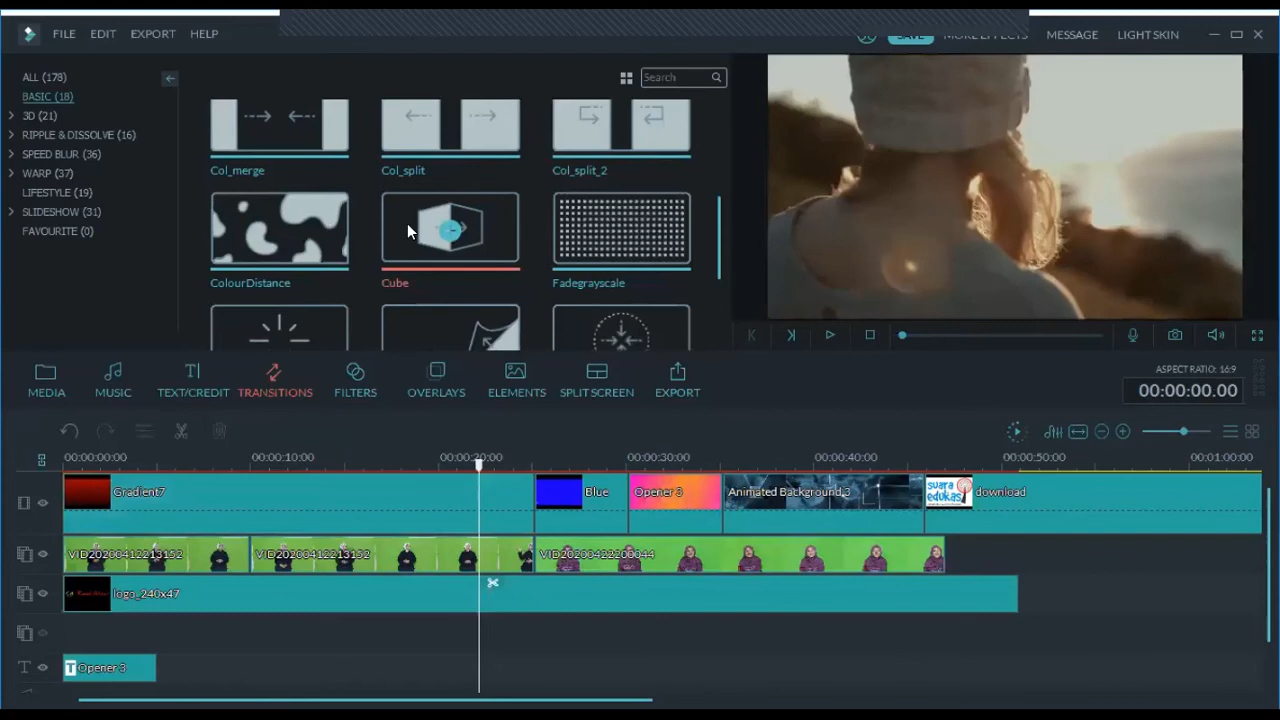 FILE EDIT EXPORT HELP
SAVE MORE EFFECTS MESSAGE LIGHT SKIN
ALL (178)
BASIC (18)
3D (21)
RIPPLE & DISSOLVE (16)
SPEED BLUR (36)
WARP (37)
LIFESTYLE (19)
SLIDESHOW (31)
FAVOURITE (0)
Search
Col_merge Col_split Col_split_2
ColourDistance Cube Fadegrayscale
MEDIA MUSIC TEXT/CREDIT TRANSITIONS FILTERS OVERLAYS ELEMENTS SPLIT SCREEN EXPORT
ASPECT RATIO: 16:9
00:00:00.00
00:00:00:00 00:00:10:00 00:00:20:00 00:00:30:00 00:00:40:00 00:00:50:00 00:01:00:00
Gradient7 Blue Opener 3 Animated Background 3 suara edukasi download
VID20200412213152 VID20200412213152 VID20200422200044
logo_240x47
T Opener 3